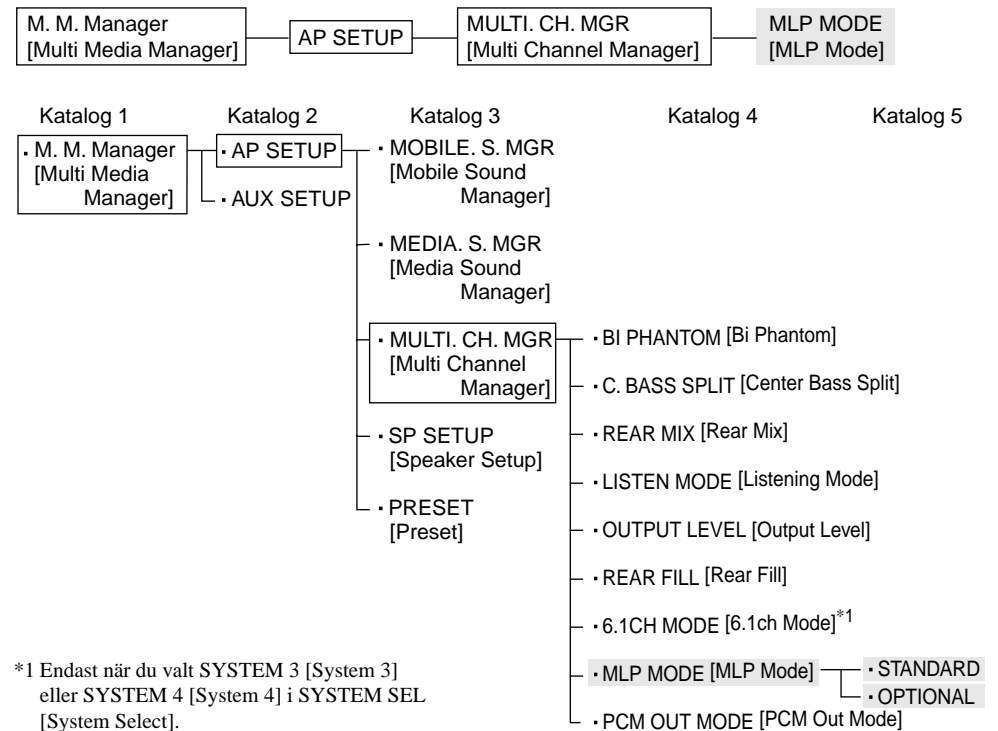 M. M. Manager
[Multi Media Manager]
AP SETUP
MULTI. CH. MGR
[Multi Channel Manager]
MLP MODE
[MLP Mode]
Katalog 1
Katalog 2
Katalog 3
Katalog 4
Katalog 5
· M. M. Manager
[Multi Media
Manager]
· AP SETUP
· AUX SETUP
· MOBILE. S. MGR
[Mobile Sound
Manager]
· MEDIA. S. MGR
[Media Sound
Manager]
· MULTI. CH. MGR
[Multi Channel
Manager]
· SP SETUP
[Speaker Setup]
· PRESET
[Preset]
· BI PHANTOM [Bi Phantom]
· C. BASS SPLIT [Center Bass Split]
· REAR MIX [Rear Mix]
· LISTEN MODE [Listening Mode]
· OUTPUT LEVEL [Output Level]
· REAR FILL [Rear Fill]
· 6.1CH MODE [6.1ch Mode]*1
· MLP MODE [MLP Mode]
· STANDARD
· OPTIONAL
· PCM OUT MODE [PCM Out Mode]
*1 Endast när du valt SYSTEM 3 [System 3]
eller SYSTEM 4 [System 4] i SYSTEM SEL
[System Select].